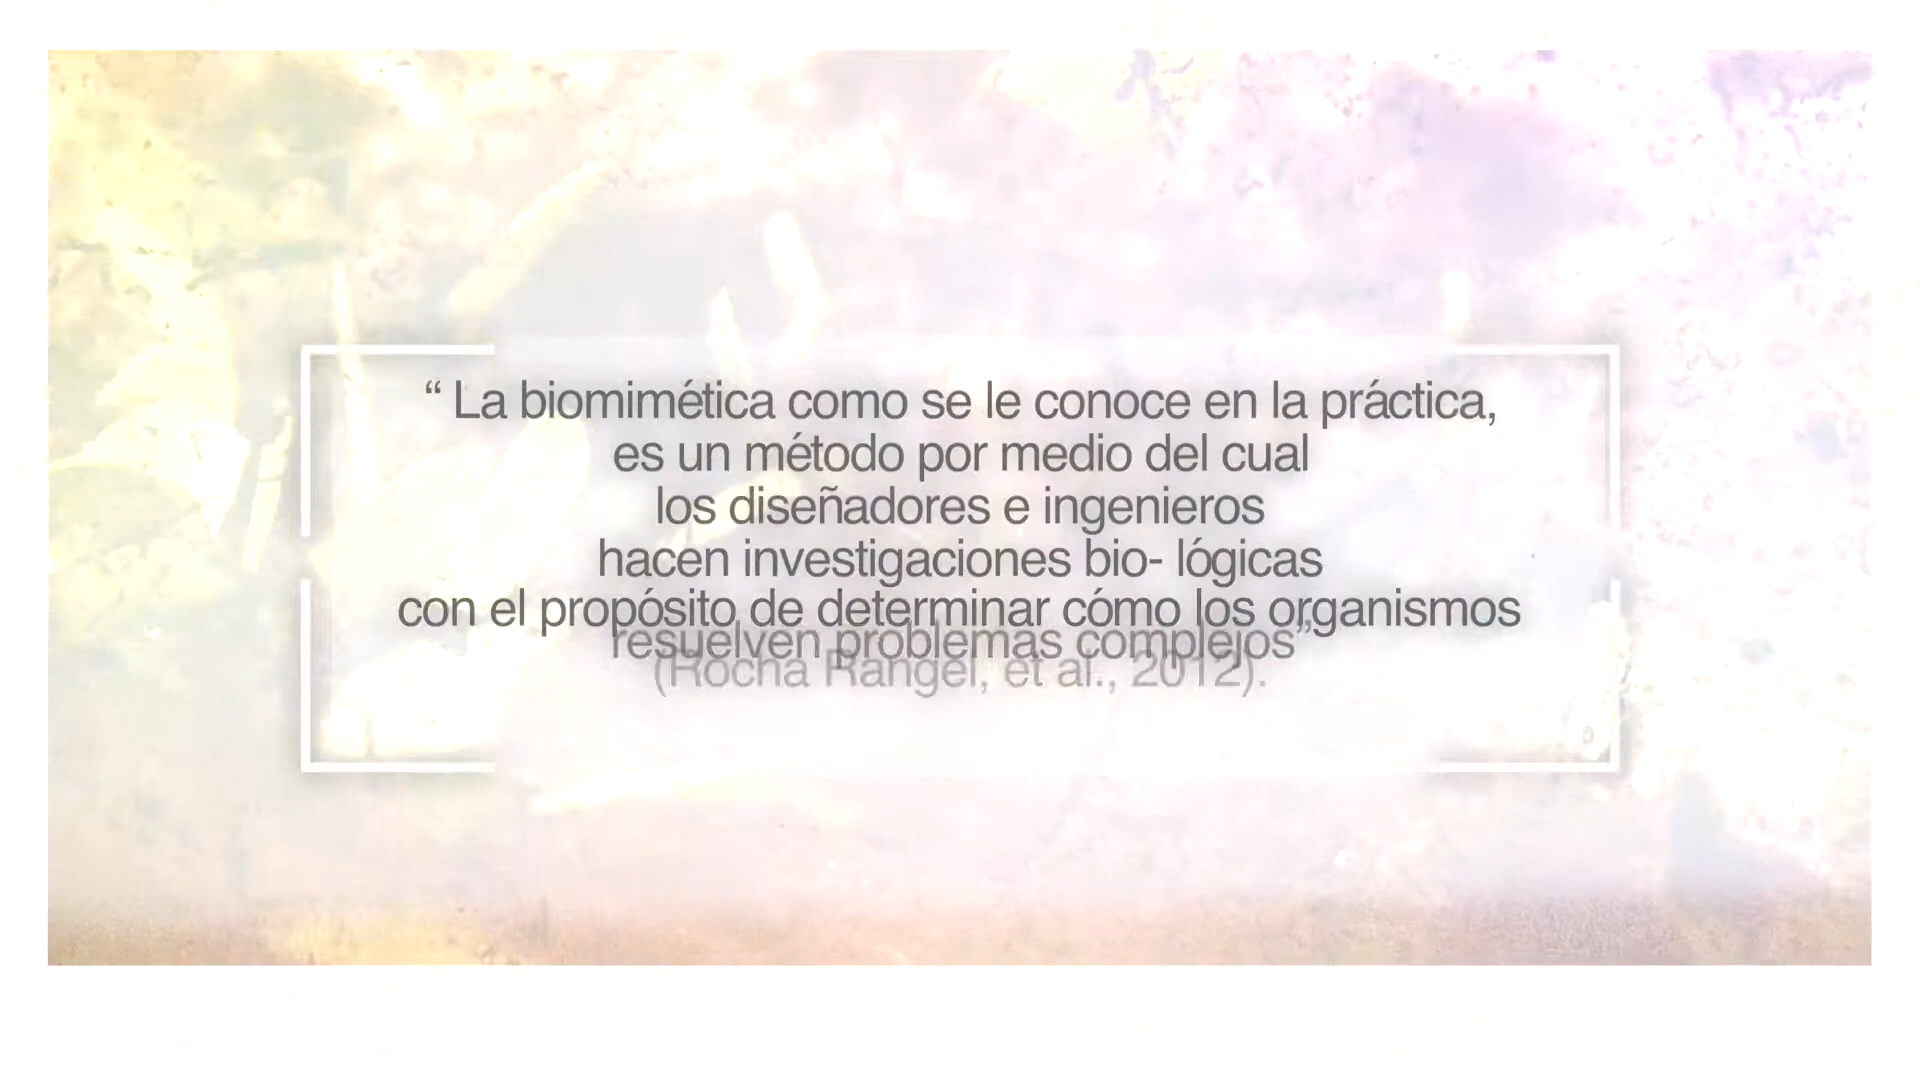 “ La biomimética como se le conoce en la práctica,
es un método por medio del cual
los diseñadores e ingenieros
hacen investigaciones bio- lógicas
con el propósito de determinar cómo los organismos
resuelven problemas complejos”
(Rocha Rangel, et al., 2012).